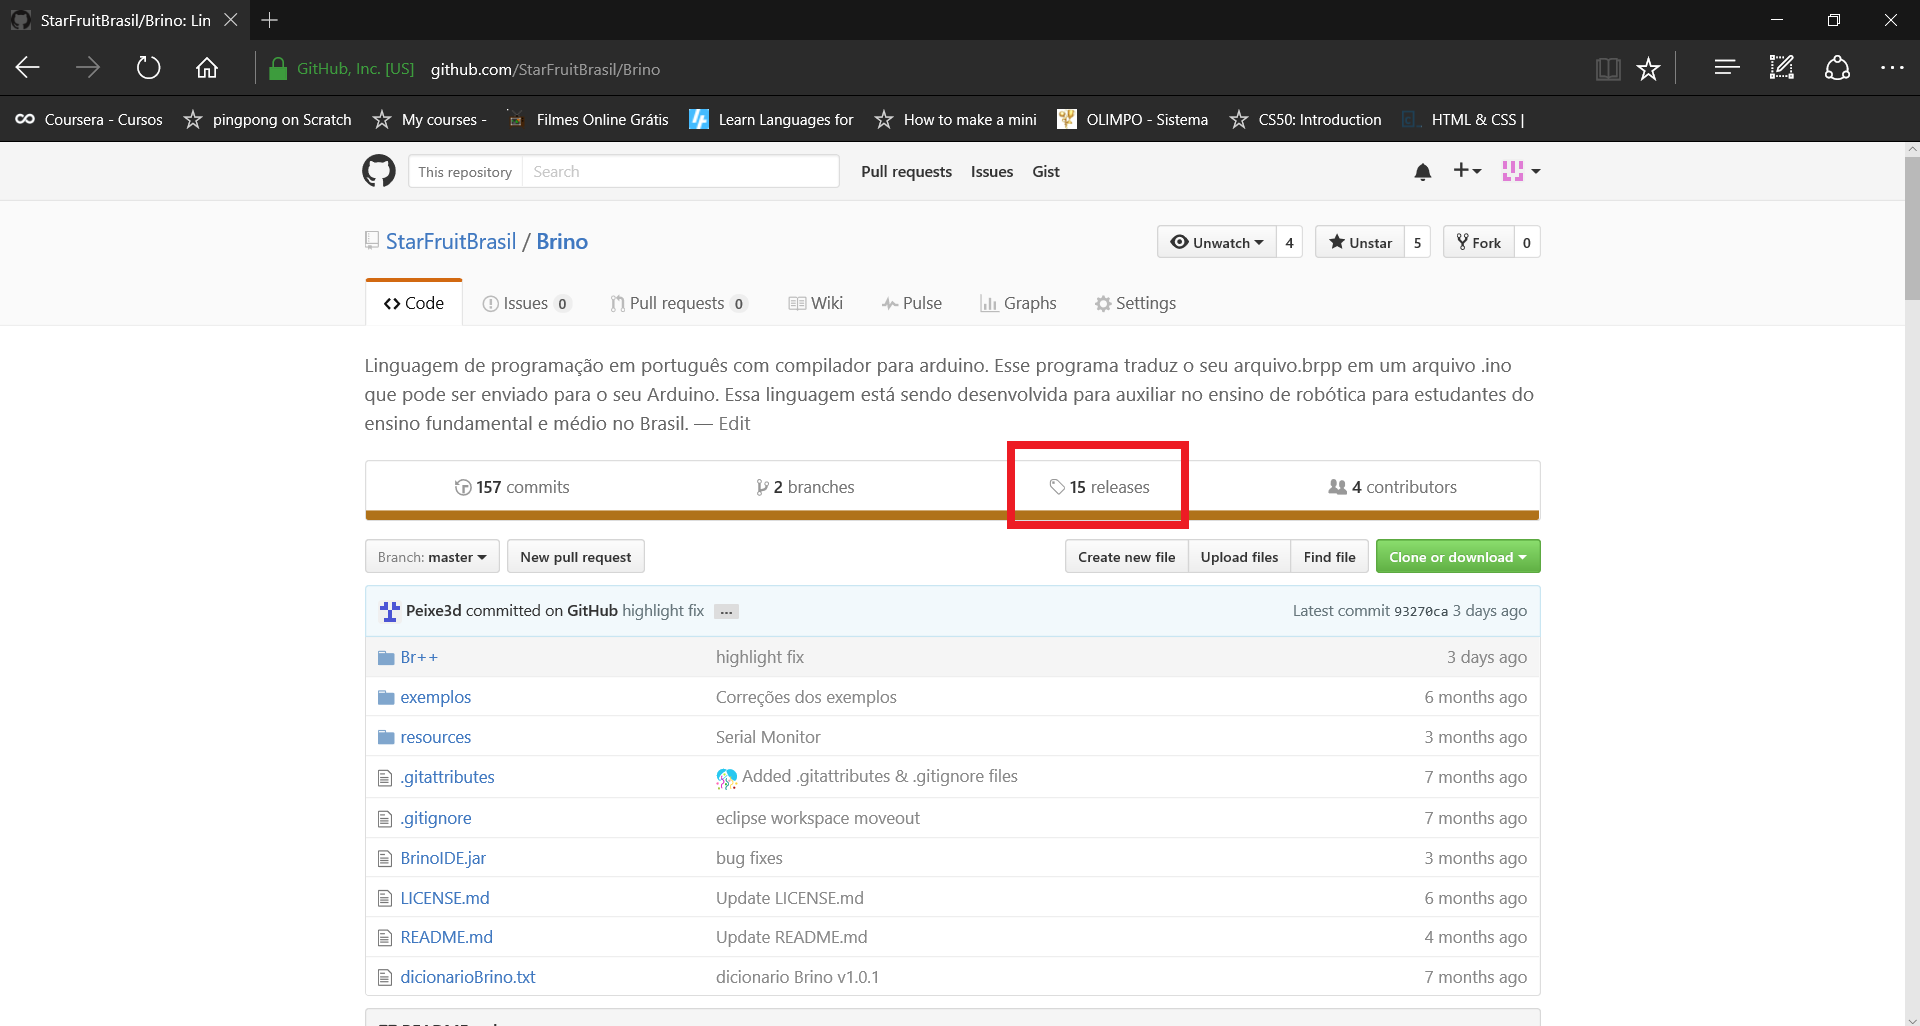 StarFruitBrasil/Brino: Lin
GitHub, Inc. [US] github.com/StarFruitBrasil/Brino
Coursera - Cursos pingpong on Scratch My courses - Filmes Online Grátis Learn Languages for How to make a mini OLIMPO - Sistema CS50: Introduction HTML & CSS |
This repository Search Pull requests Issues Gist
StarFruitBrasil / Brino Unwatch 4 Unstar 5 Fork 0
Code Issues 0 Pull requests 0 Wiki Pulse Graphs Settings
Linguagem de programação em português com compilador para arduino. Esse programa traduz o seu arquivo.brpp em um arquivo .ino
que pode ser enviado para o seu Arduino. Essa linguagem está sendo desenvolvida para auxiliar no ensino de robótica para estudantes do
ensino fundamental e médio no Brasil. — Edit
157 commits 2 branches 15 releases 4 contributors
Branch: master New pull request Create new file Upload files Find file Clone or download
Peixe3d committed on GitHub highlight fix ... Latest commit 93270ca 3 days ago
Br++ highlight fix 3 days ago
exemplos Correções dos exemplos 6 months ago
resources Serial Monitor 3 months ago
.gitattributes Added .gitattributes & .gitignore files 7 months ago
.gitignore eclipse workspace moveout 7 months ago
BrinoIDE.jar bug fixes 3 months ago
LICENSE.md Update LICENSE.md 6 months ago
README.md Update README.md 4 months ago
dicionarioBrino.txt dicionario Brino v1.0.1 7 months ago